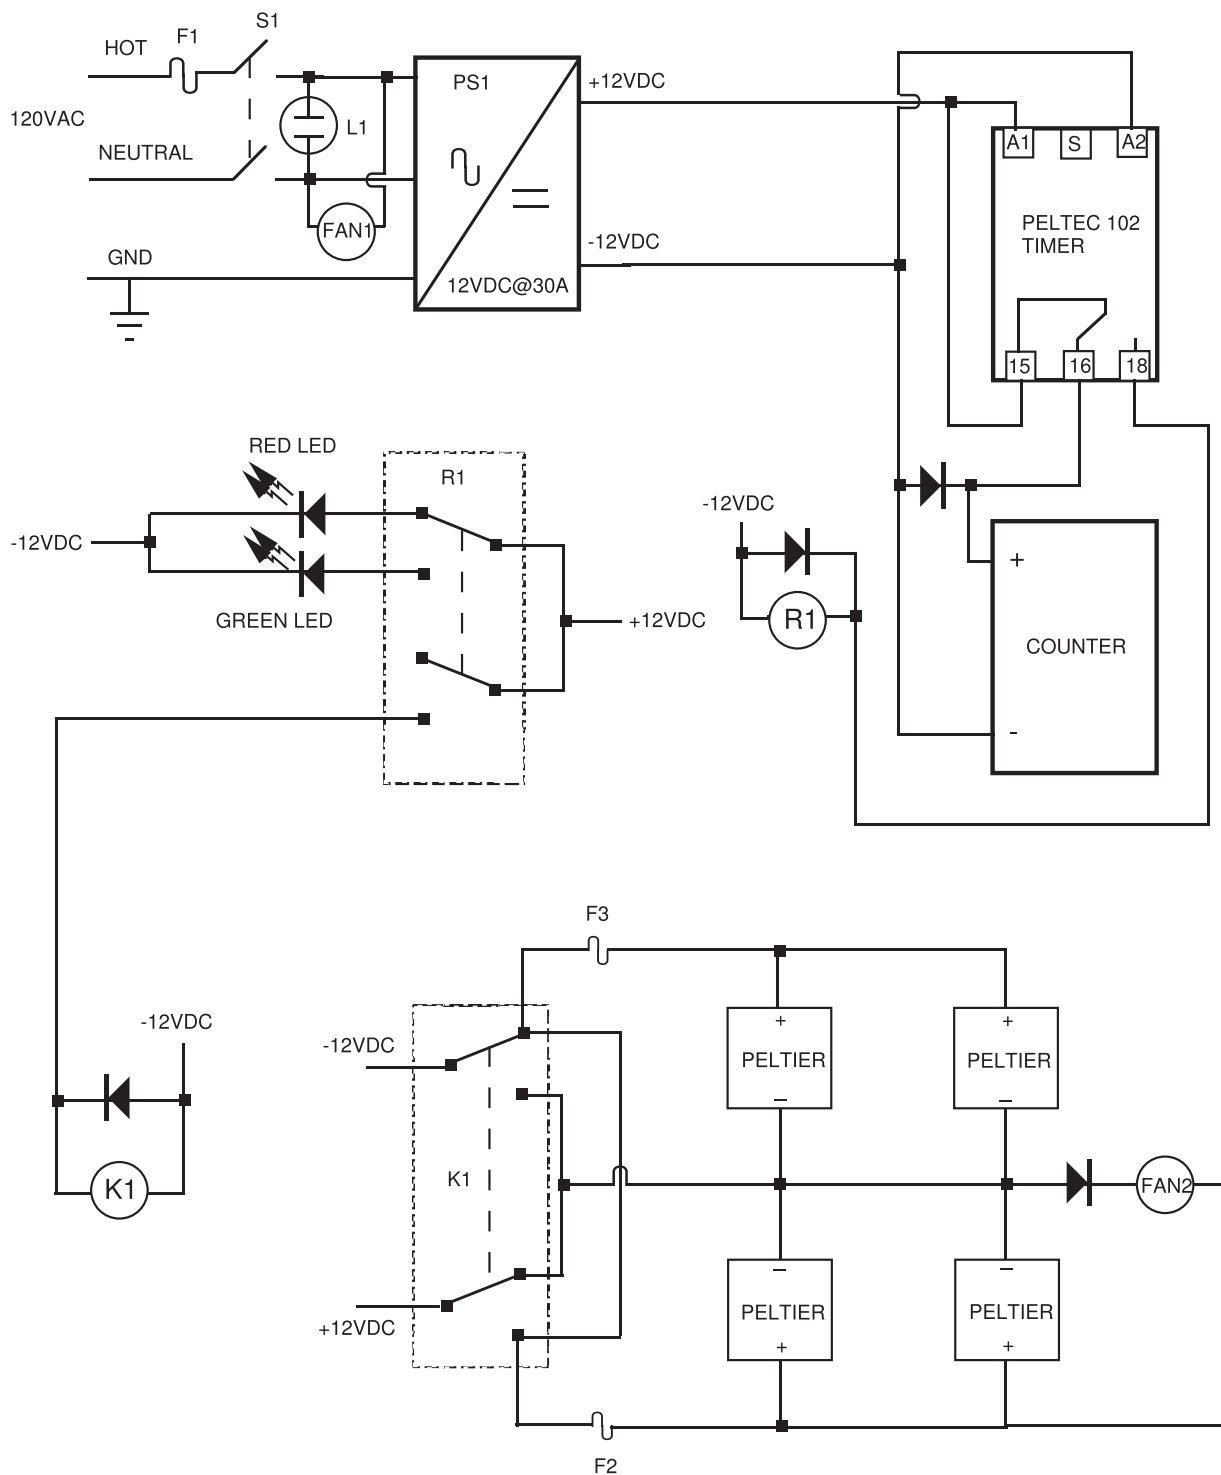 S1
F1
HOT
120VAC
NEUTRAL
GND
L1
FAN1
PS1
12VDC@30A
+12VDC
-12VDC
A1
S
A2
PELTEC 102
TIMER
15
16
18
RED LED
R1
-12VDC
GREEN LED
+12VDC
-12VDC
R1
+
COUNTER
-
F3
-12VDC
K1
-12VDC
K1
+12VDC
+
PELTIER
–
+
PELTIER
–
FAN2
–
PELTIER
+
–
PELTIER
+
F2